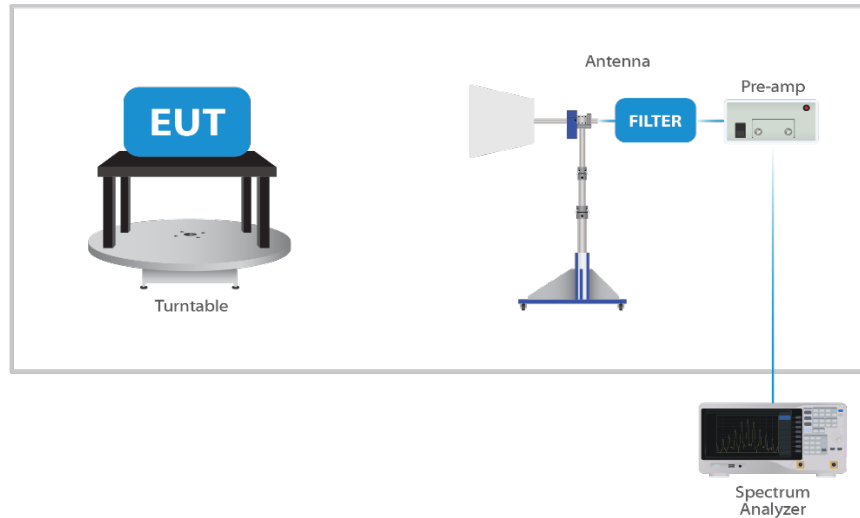 Antenna
Pre-amp
EUT
FILTER
Turntable
Spectrum
Analyzer